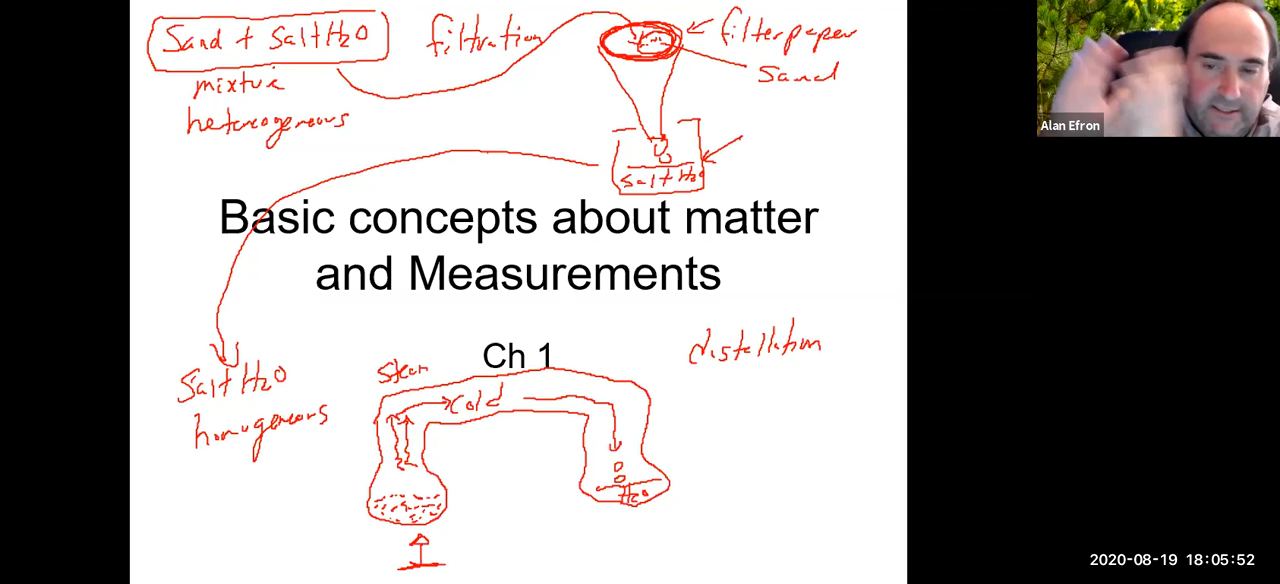 Sand + Salt H2O
mixture
heterogeneous
filtration
filter paper
Sand
Salt H2O
Basic concepts about matter
and Measurements
Ch 1
distillation
Salt H2O
homogeneous
Steam
Cold
H2O
Alan Efron
2020-08-19 18:05:52